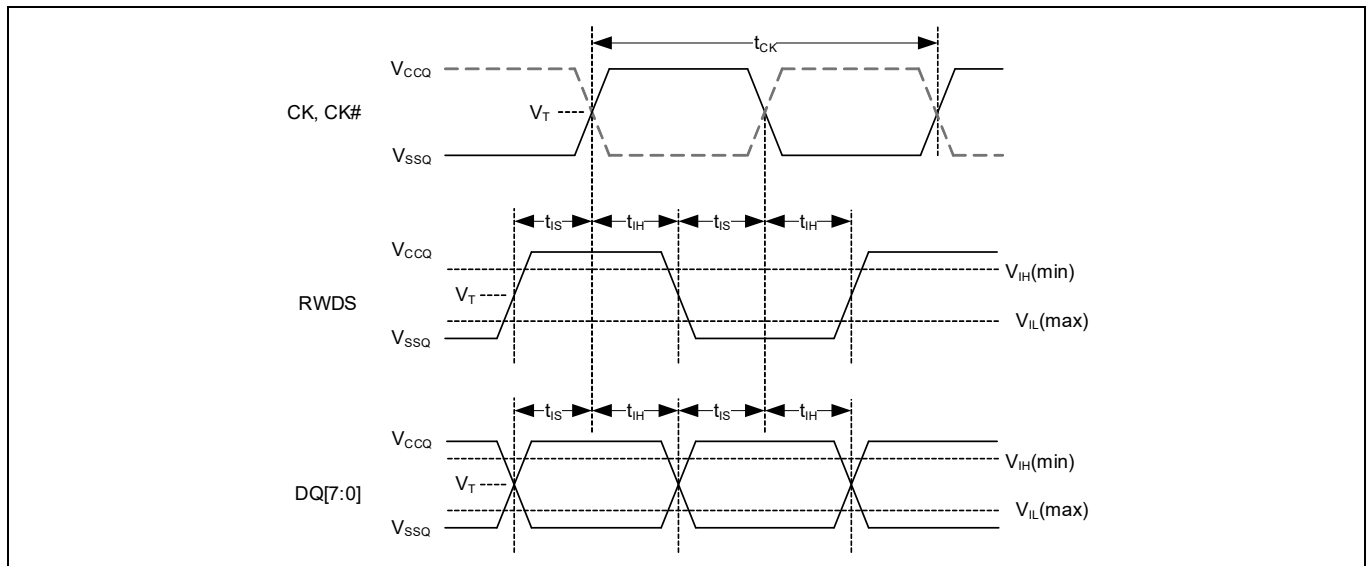 tCK
VCCQ
CK, CK#
VT
VSSQ
tIS tIH tIS tIH
VCCQ
VIH(min)
VT
RWDS
VIL(max)
VSSQ
tIS tIH tIS tIH
VCCQ
VIH(min)
VT
DQ[7:0]
VIL(max)
VSSQ